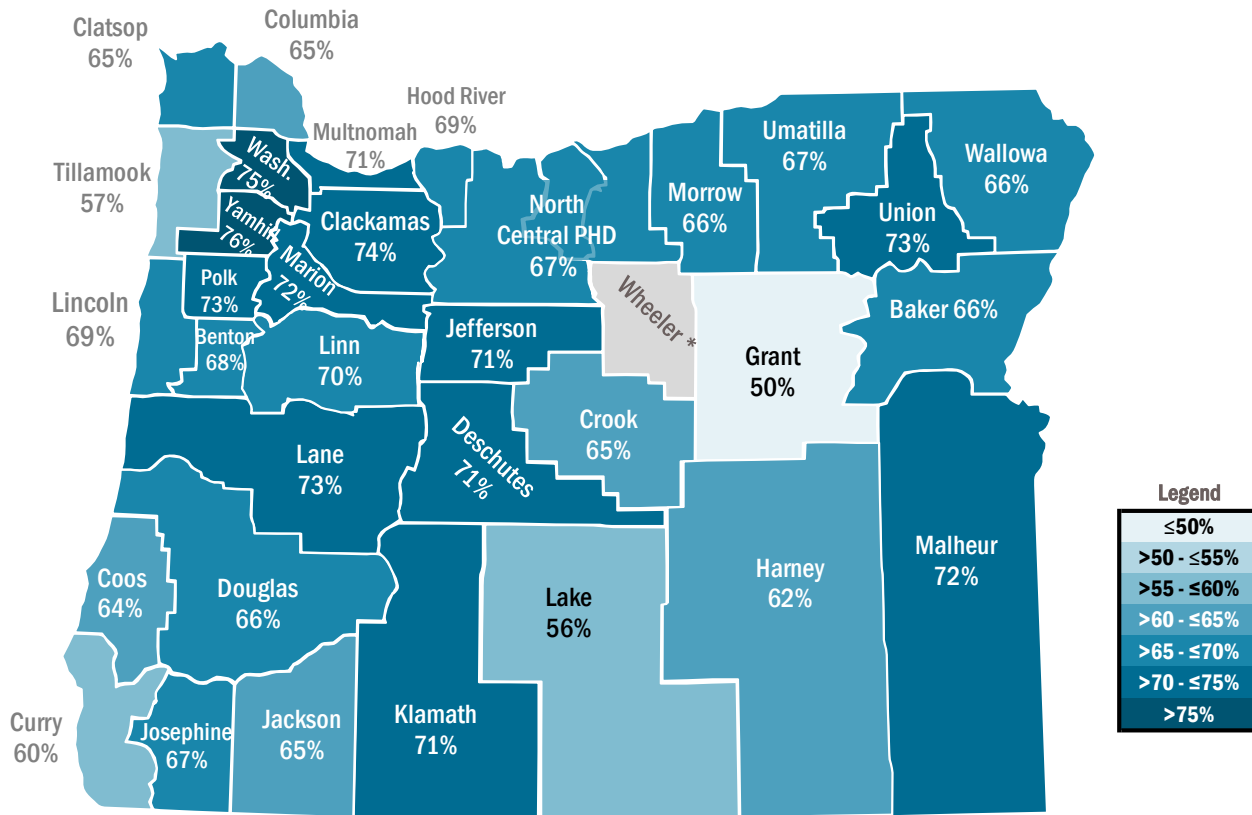 Clatsop
65%
Columbia
65%
Hood River
69%
Multnomah
71%
Tillamook
57%
Wash.
75%
Yamhill
76%
Clackamas
74%
Marion
72%
Polk
73%
Lincoln
69%
Benton
68%
Linn
70%
North
Central PHD
67%
Morrow
66%
Umatilla
67%
Union
73%
Wallowa
66%
Baker 66%
Wheeler *
Grant
50%
Jefferson
71%
Crook
65%
Deschutes
71%
Lane
73%
Coos
64%
Douglas
66%
Curry
60%
Josephine
67%
Jackson
65%
Klamath
71%
Lake
56%
Harney
62%
Malheur
72%
Legend
≤50%
>50 - ≤55%
>55 - ≤60%
>60 - ≤65%
>65 - ≤70%
>70 - ≤75%
>75%